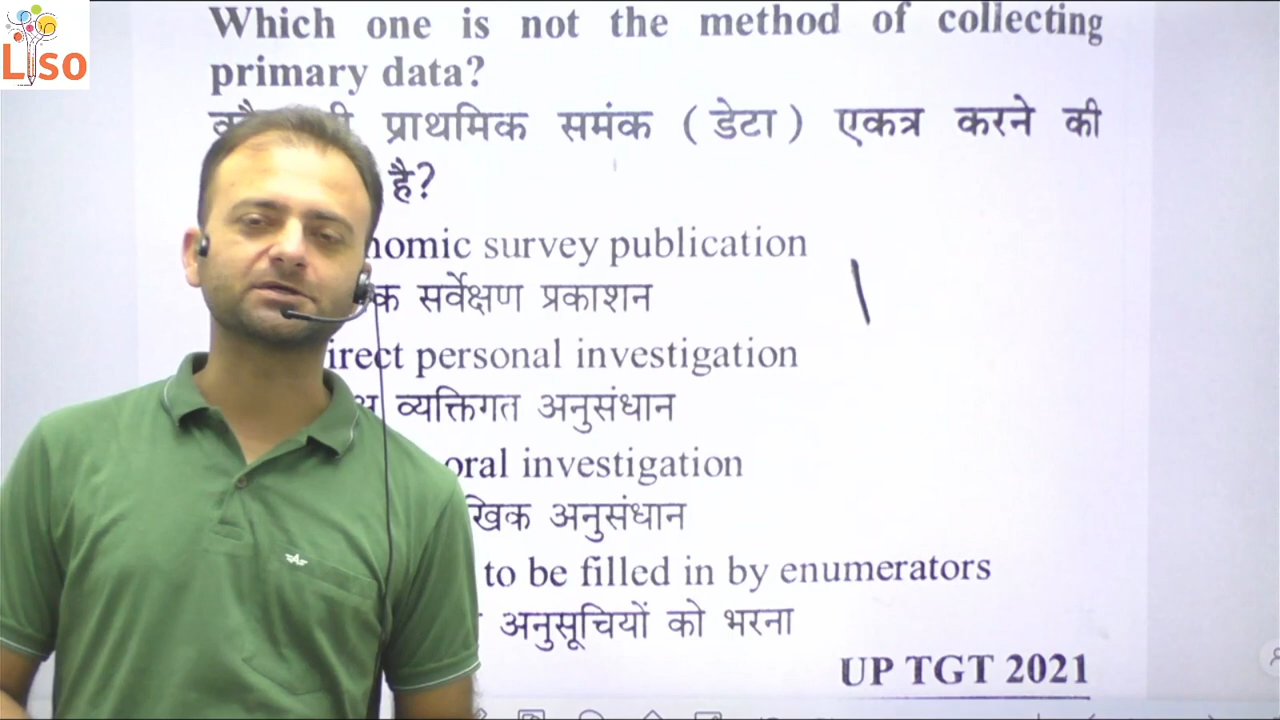 Liso
Which one is not the method of collecting
primary data?
प्राथमिक समंक (डेटा) एकत्र करने की
है?
survey publication
सर्वेक्षण प्रकाशन
personal investigation
व्यक्तिगत अनुसंधान
oral investigation
अनुसंधान
to be filled in by enumerators
अनुसूचियों को भरना
UP TGT 2021